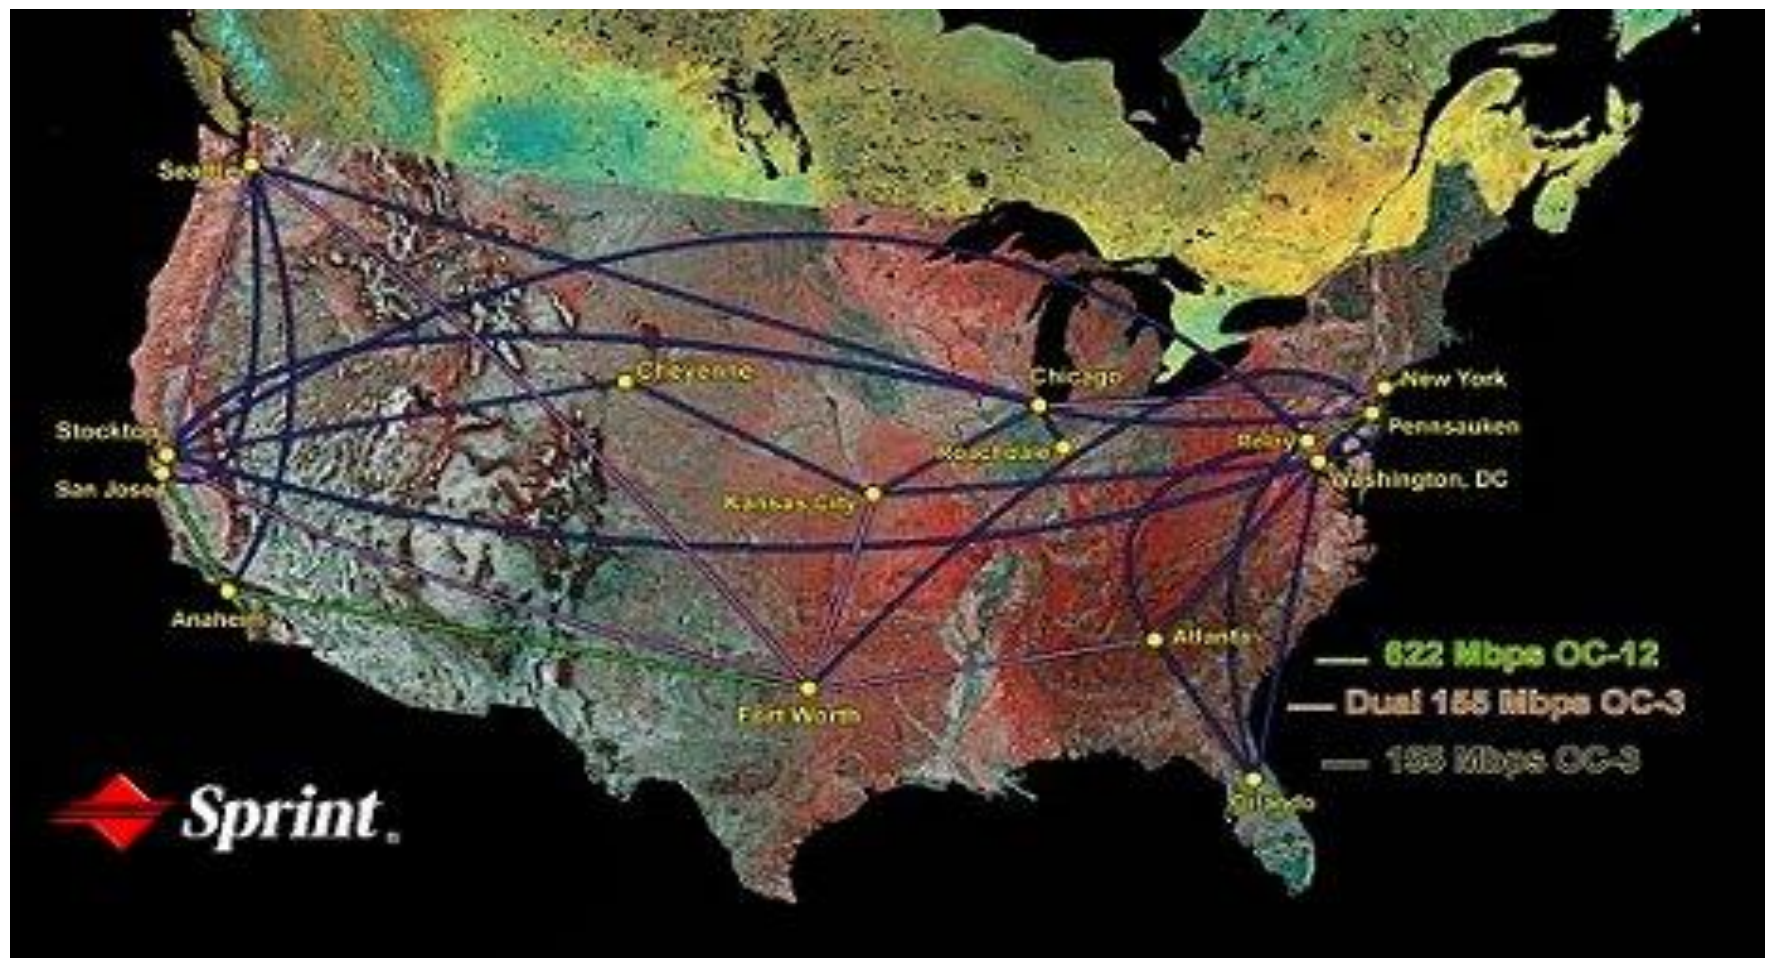 Seattle
Cheyenne
Chicago
New York
Stockton
Pennsauken
Relay
Roachdale
San Jose
Washington, DC
Kansas City
Anaheim
Atlanta
622 Mbps OC-12
Dual 155 Mbps OC-3
Fort Worth
155 Mbps OC-3
Orlando
Sprint